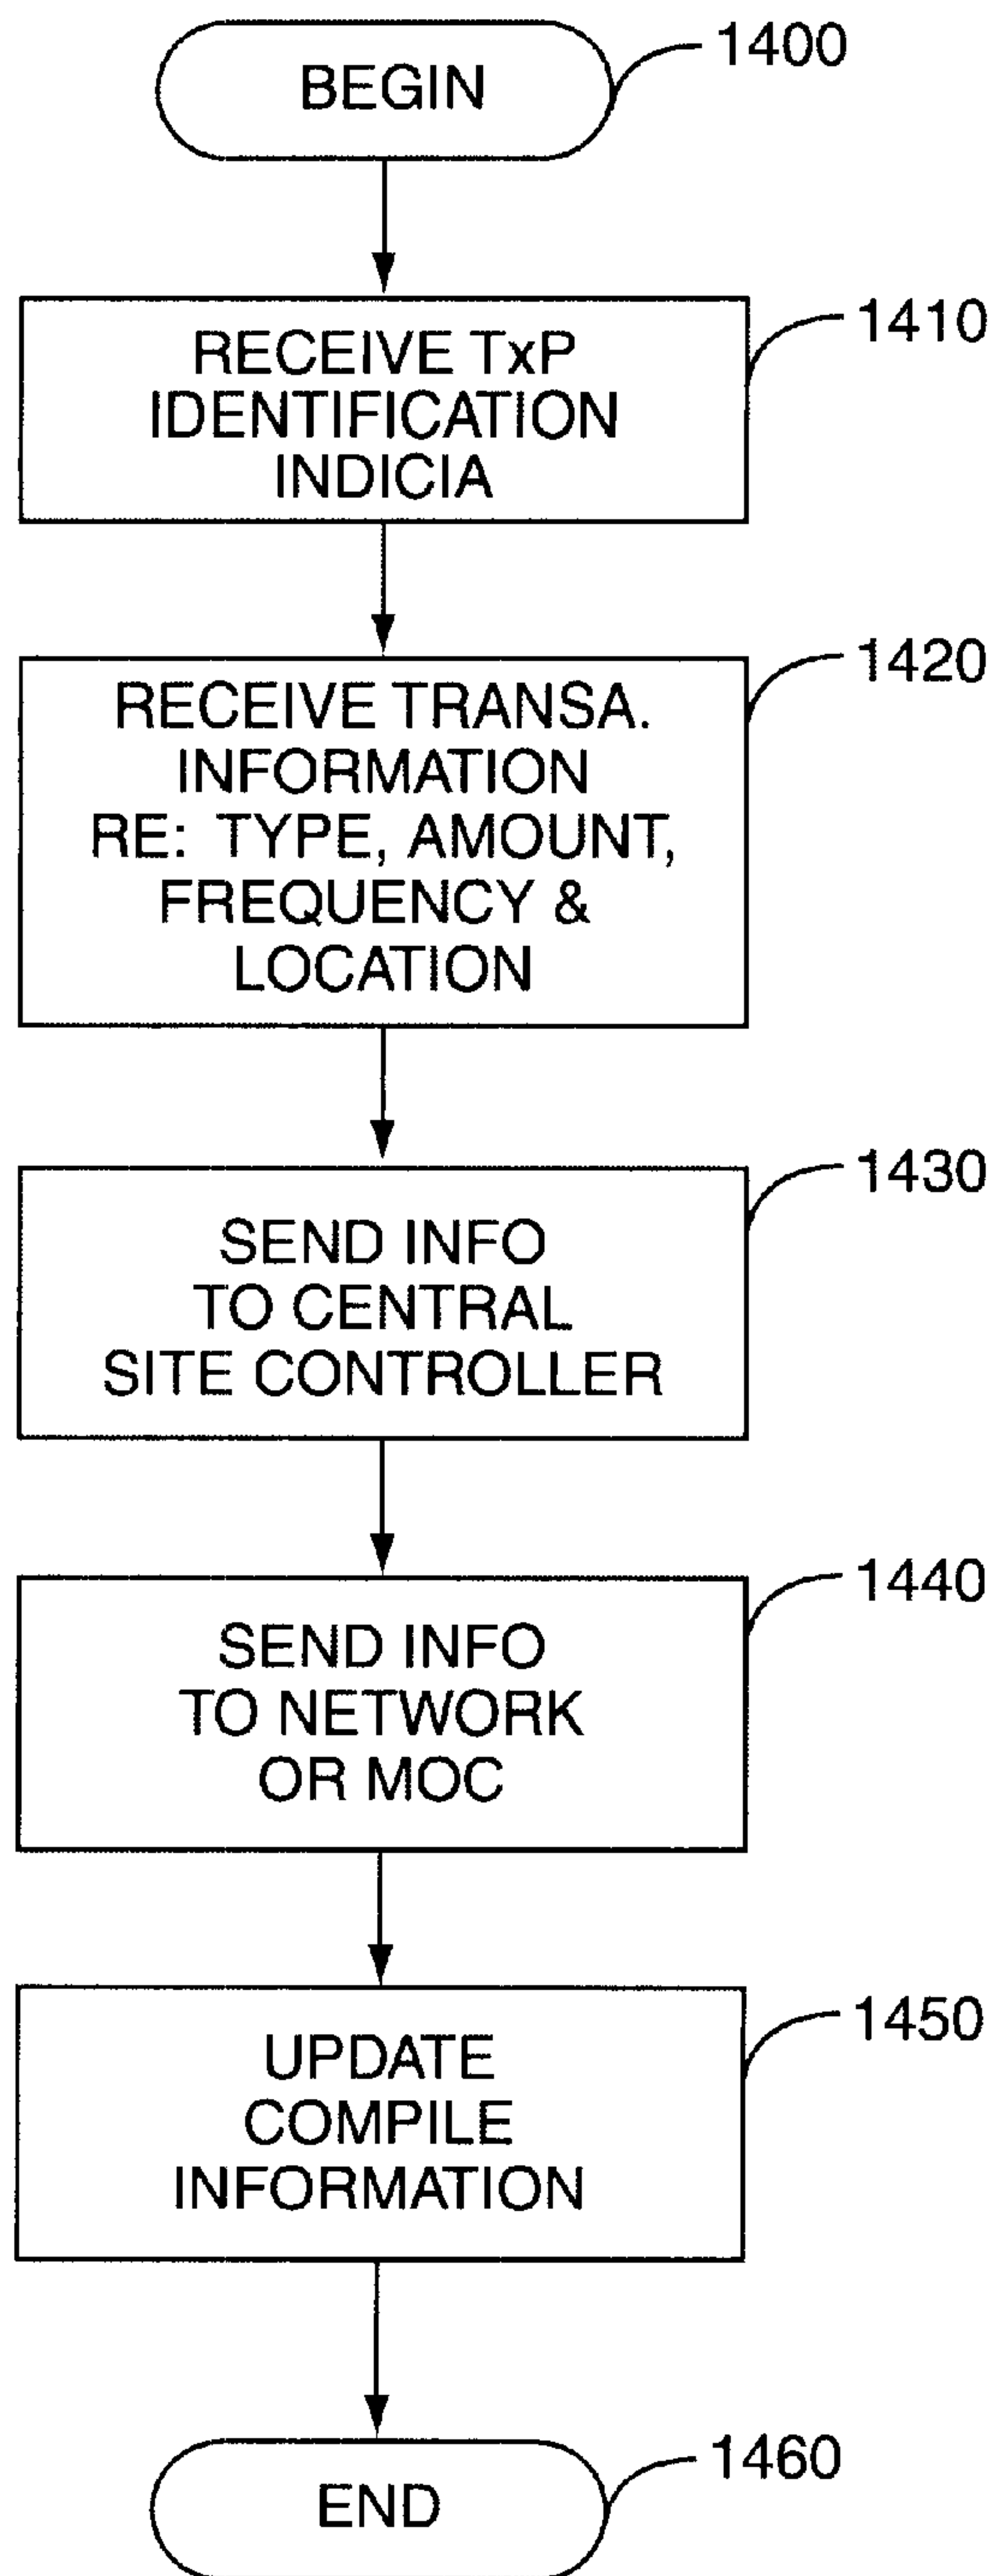 BEGIN
1400
RECEIVE TxP
IDENTIFICATION
INDICIA
1410
RECEIVE TRANSA.
INFORMATION
RE: TYPE, AMOUNT,
FREQUENCY &
LOCATION
1420
SEND INFO
TO CENTRAL
SITE CONTROLLER
1430
SEND INFO
TO NETWORK
OR MOC
1440
UPDATE
COMPILE
INFORMATION
1450
END
1460